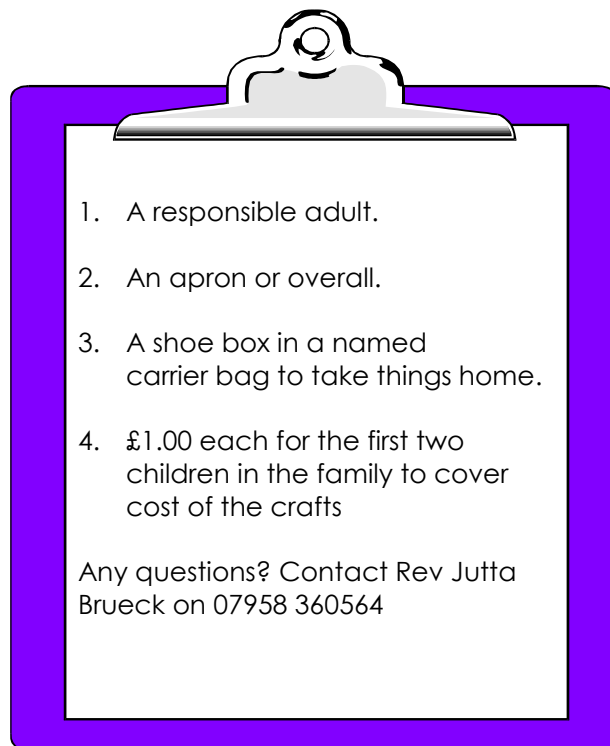 1. A responsible adult.
2. An apron or overall.
3. A shoe box in a named
carrier bag to take things home.
4. £1.00 each for the first two
children in the family to cover
cost of the crafts
Any questions? Contact Rev Jutta
Brueck on 07958 360564